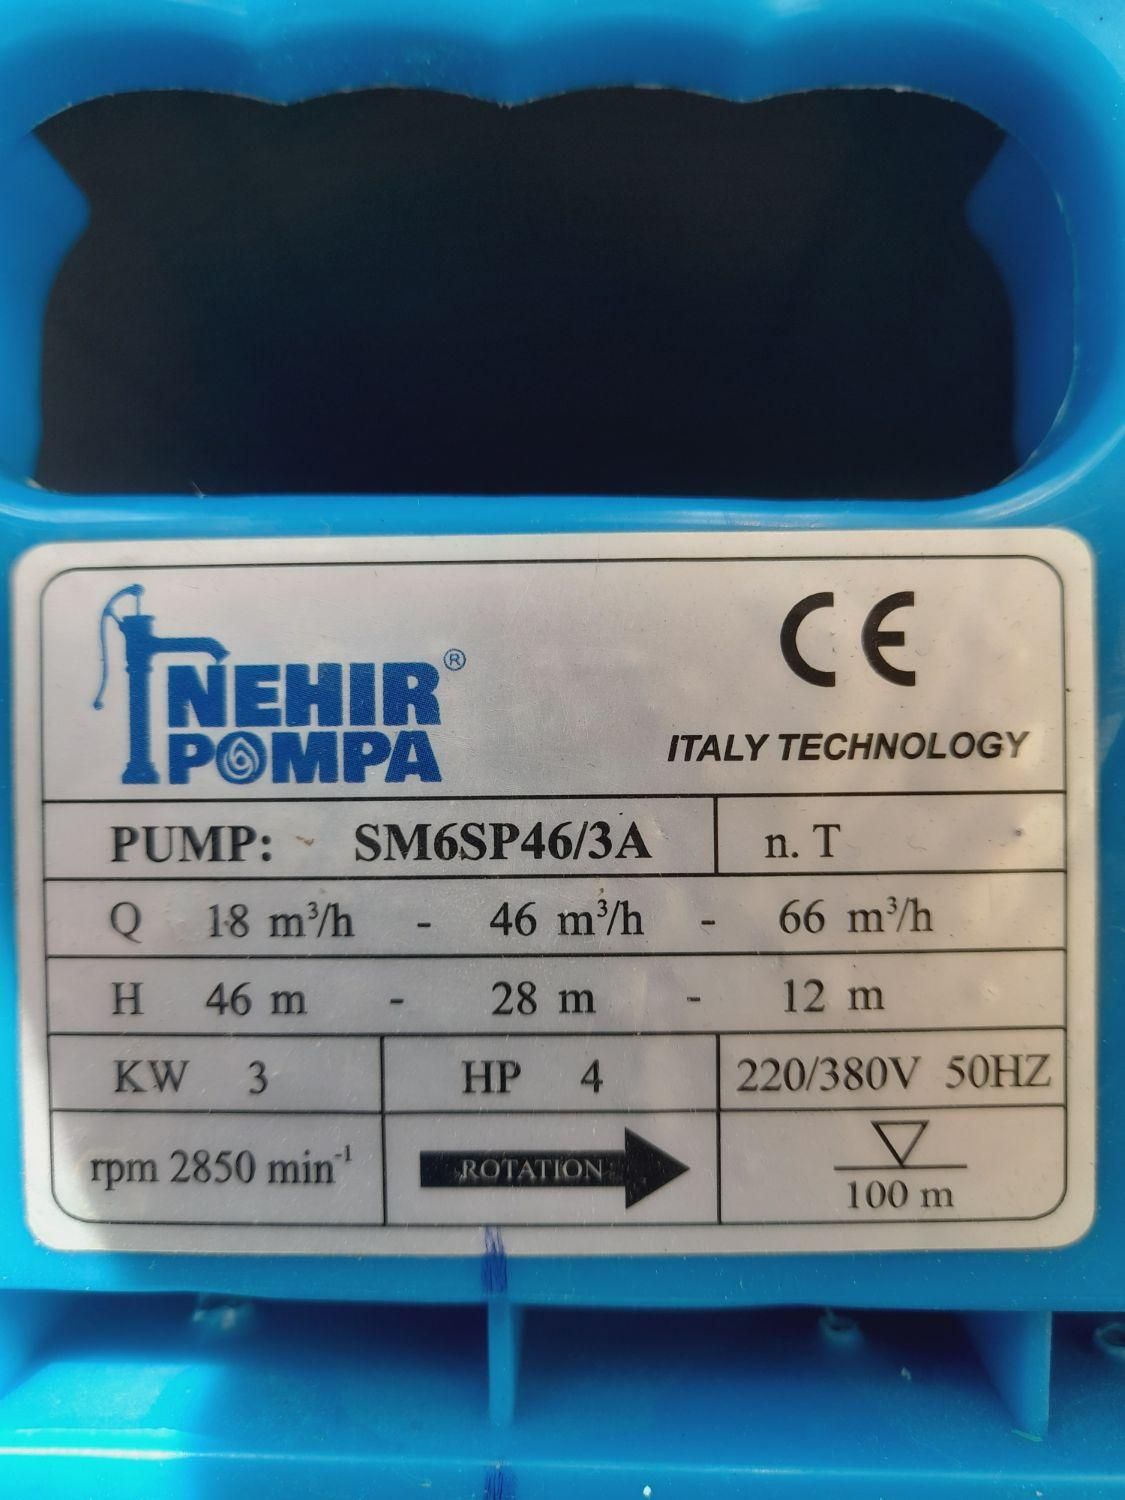 NEHIR ®
POMPA
CE
ITALY TECHNOLOGY
PUMP: SM6SP46/3A n. T
Q 18 m³/h - 46 m³/h - 66 m³/h
H 46 m - 28 m - 12 m
KW 3 HP 4 220/380V 50HZ
rpm 2850 min⁻¹ ROTATION 100 m